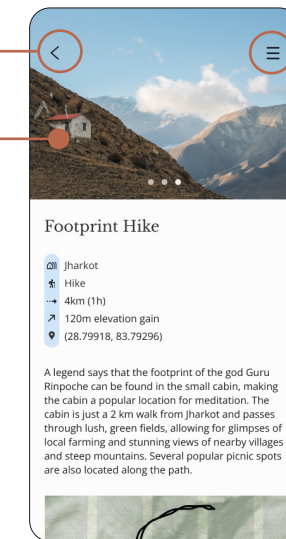 Footprint Hike
Jharkot
Hike
4km (1h)
120m elevation gain
(28.79918, 83.79296)
A legend says that the footprint of the god Guru
Rinpoche can be found in the small cabin, making
the cabin a popular location for meditation. The
cabin is just a 2 km walk from Jharkot and passes
through lush, green fields, allowing for glimpses of
local farming and stunning views of nearby villages
and steep mountains. Several popular picnic spots
are also located along the path.